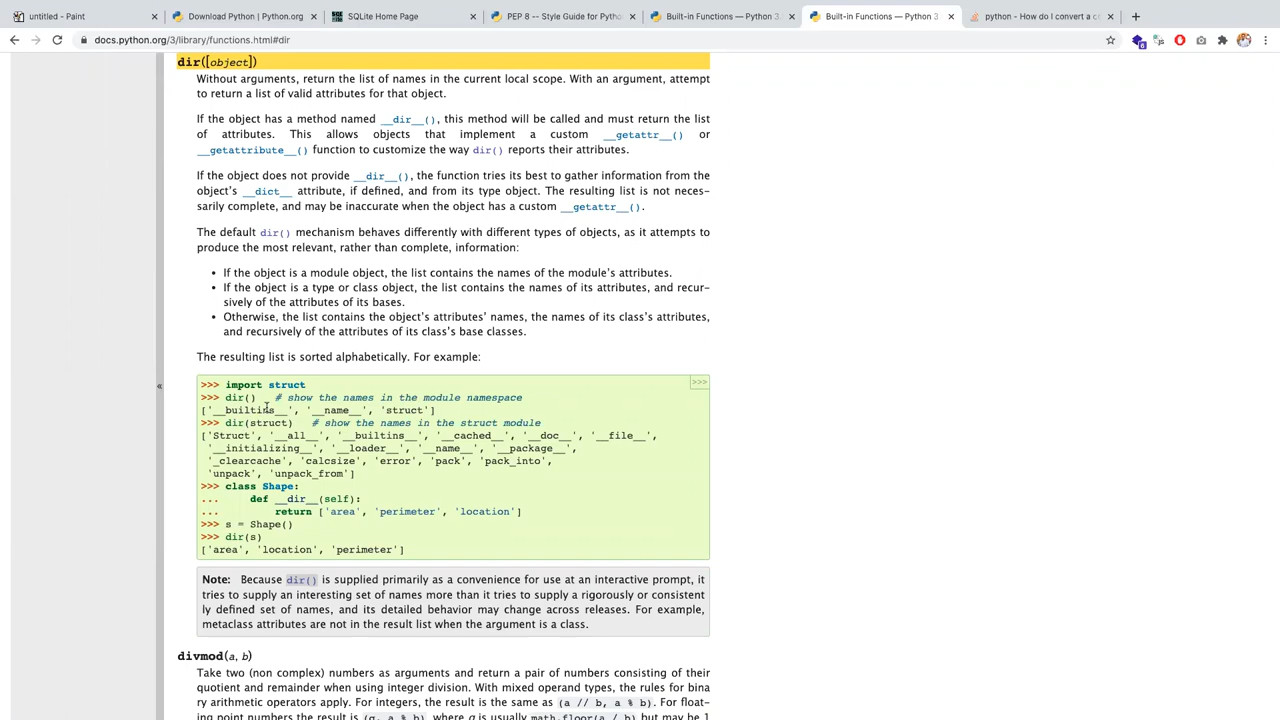 untitled - Paint
Download Python | Python.org
SQLite Home Page
PEP 8 -- Style Guide for Python
Built-in Functions — Python 3.
Built-in Functions — Python 3
python - How do I convert a c
docs.python.org/3/library/functions.html#dir
6
«
dir([object])
Without arguments, return the list of names in the current local scope. With an argument, attempt
to return a list of valid attributes for that object.
If the object has a method named __dir__(), this method will be called and must return the list
of attributes. This allows objects that implement a custom __getattr__() or
__getattribute__() function to customize the way dir() reports their attributes.
If the object does not provide __dir__(), the function tries its best to gather information from the
object's __dict__ attribute, if defined, and from its type object. The resulting list is not neces-
sarily complete, and may be inaccurate when the object has a custom __getattr__().
The default dir() mechanism behaves differently with different types of objects, as it attempts to
produce the most relevant, rather than complete, information:
• If the object is a module object, the list contains the names of the module's attributes.
• If the object is a type or class object, the list contains the names of its attributes, and recur-
sively of the attributes of its bases.
• Otherwise, the list contains the object's attributes' names, the names of its class's attributes,
and recursively of the attributes of its class's base classes.
The resulting list is sorted alphabetically. For example:
>>>
>>> import struct
>>> dir()   # show the names in the module namespace
['__builtins__', '__name__', 'struct']
>>> dir(struct)   # show the names in the struct module
['Struct', '__all__', '__builtins__', '__cached__', '__doc__', '__file__',
'__initializing__', '__loader__', '__name__', '__package__',
'_clearcache', 'calcsize', 'error', 'pack', 'pack_into',
'unpack', 'unpack_from']
>>> class Shape:
...     def __dir__(self):
...         return ['area', 'perimeter', 'location']
>>> s = Shape()
>>> dir(s)
['area', 'location', 'perimeter']
Note: Because dir() is supplied primarily as a convenience for use at an interactive prompt, it
tries to supply an interesting set of names more than it tries to supply a rigorously or consistent
ly defined set of names, and its detailed behavior may change across releases. For example,
metaclass attributes are not in the result list when the argument is a class.
divmod(a, b)
Take two (non complex) numbers as arguments and return a pair of numbers consisting of their
quotient and remainder when using integer division. With mixed operand types, the rules for bina
ry arithmetic operators apply. For integers, the result is the same as (a // b, a % b). For float-
ing point numbers the result is (q, a % b), where q is usually math.floor(a / b) but may be 1